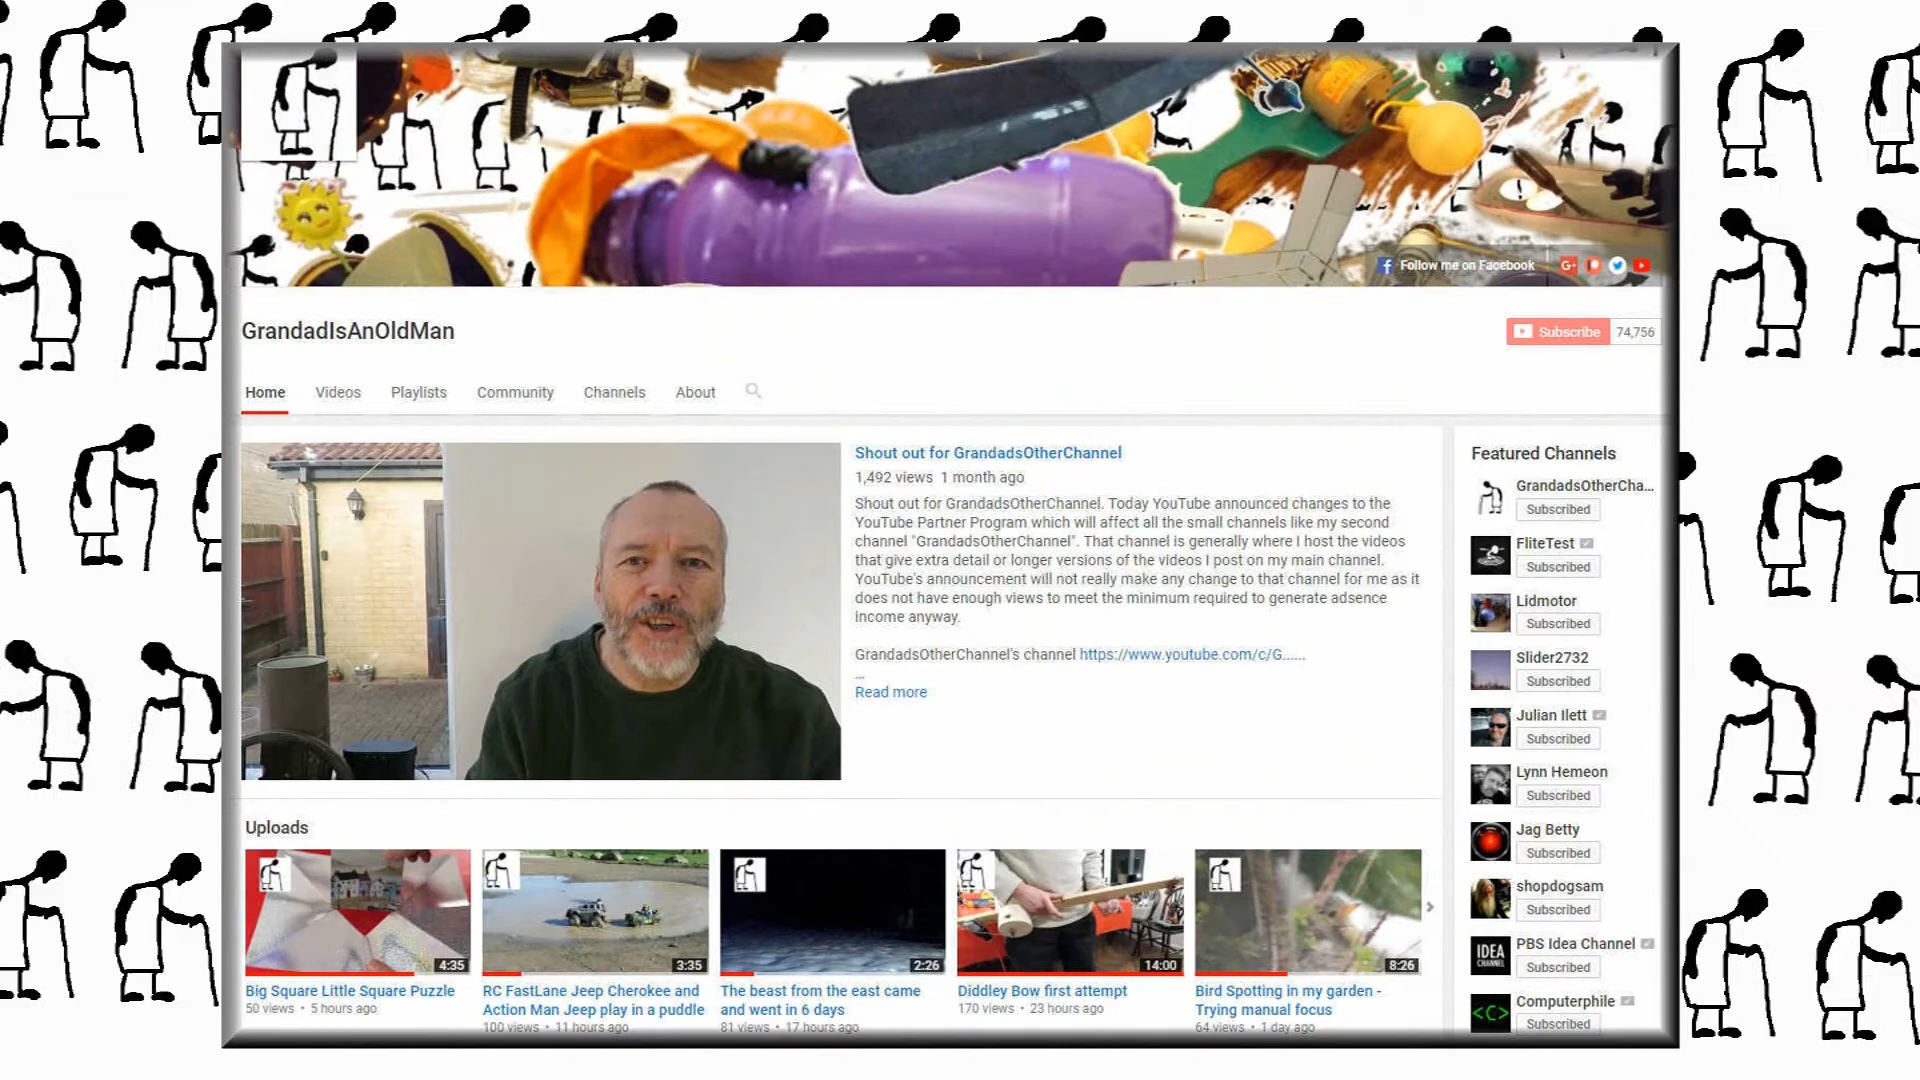 Follow me on Facebook
G+
GrandadIsAnOldMan
Subscribe 74,756
Home Videos Playlists Community Channels About
Shout out for GrandadsOtherChannel
1,492 views 1 month ago
Shout out for GrandadsOtherChannel. Today YouTube announced changes to the
YouTube Partner Program which will affect all the small channels like my second
channel "GrandadsOtherChannel". That channel is generally where I host the videos
that give extra detail or longer versions of the videos I post on my main channel.
YouTube's announcement will not really make any change to that channel for me as it
does not have enough views to meet the minimum required to generate adsence
income anyway.
GrandadsOtherChannel's channel https://www.youtube.com/c/G......
...
Read more
Featured Channels
GrandadsOtherCha...
Subscribed
FliteTest
Subscribed
Lidmotor
Subscribed
Slider2732
Subscribed
Julian Ilett
Subscribed
Lynn Hemeon
Subscribed
Jag Betty
Subscribed
shopdogsam
Subscribed
IDEA
CHANNEL
PBS Idea Channel
Subscribed
<C>
Computerphile
Subscribed
Uploads
4:35
Big Square Little Square Puzzle
50 views • 5 hours ago
3:35
RC FastLane Jeep Cherokee and
Action Man Jeep play in a puddle
100 views • 11 hours ago
2:26
The beast from the east came
and went in 6 days
81 views • 17 hours ago
14:00
Diddley Bow first attempt
170 views • 23 hours ago
8:26
Bird Spotting in my garden -
Trying manual focus
64 views • 1 day ago